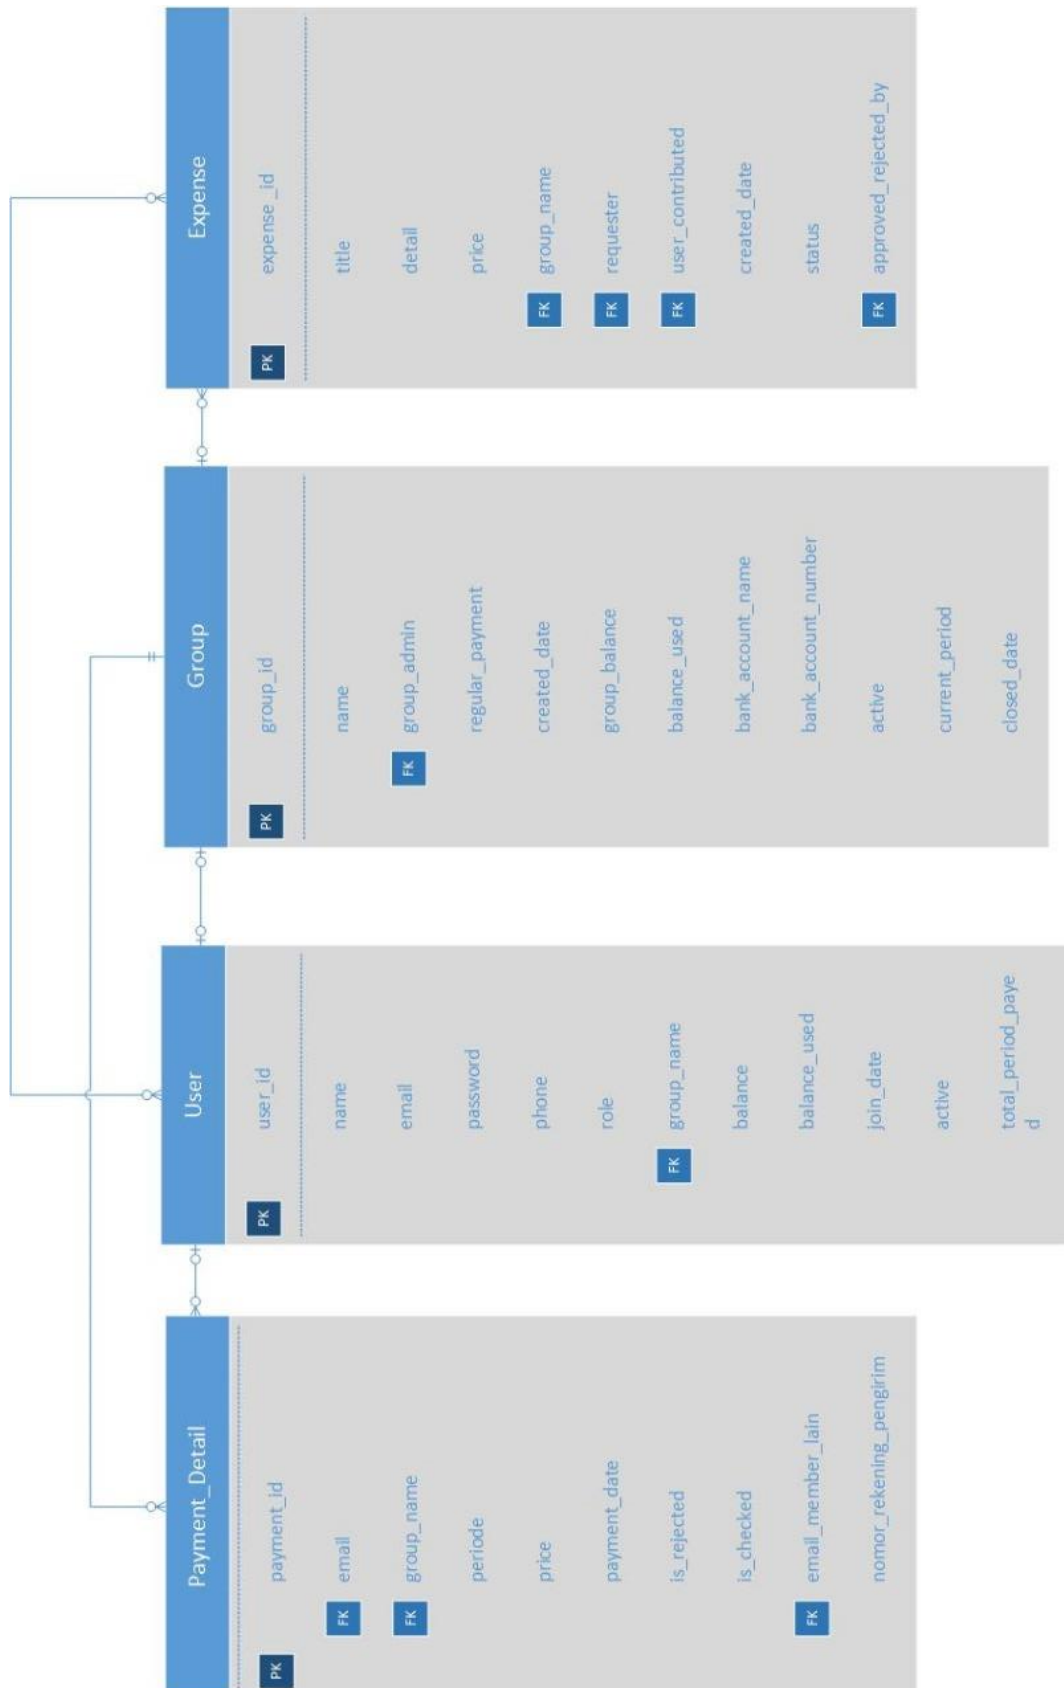 Payment_Detail
PK payment_id
FK email
FK group_name
periode
price
payment_date
is_rejected
is_checked
FK email_member_lain
nomor_rekening_pengirim
User
PK user_id
name
email
password
phone
role
FK group_name
balance
balance_used
join_date
active
total_period_paye
d
Group
PK group_id
name
FK group_admin
regular_payment
created_date
group_balance
balance_used
bank_account_name
bank_account_number
active
current_period
closed_date
Expense
PK expense _id
title
detail
price
FK group_name
FK requester
FK user_contributed
created_date
status
FK approved_rejected_by